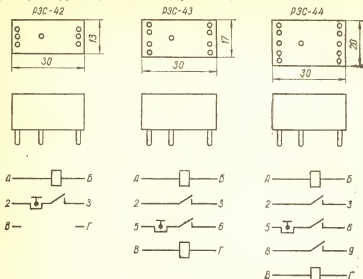 РЭС-42 РЭС-43 РЭС-44
13 17 20
30 30 30
А Б А Б А Б
2 3 2 3 2 3
В Г 5 6 5 6
В Г 8 9
В Г